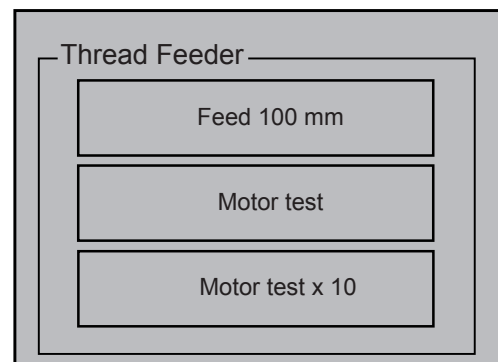 Thread Feeder
Feed 100 mm
Motor test
Motor test x 10